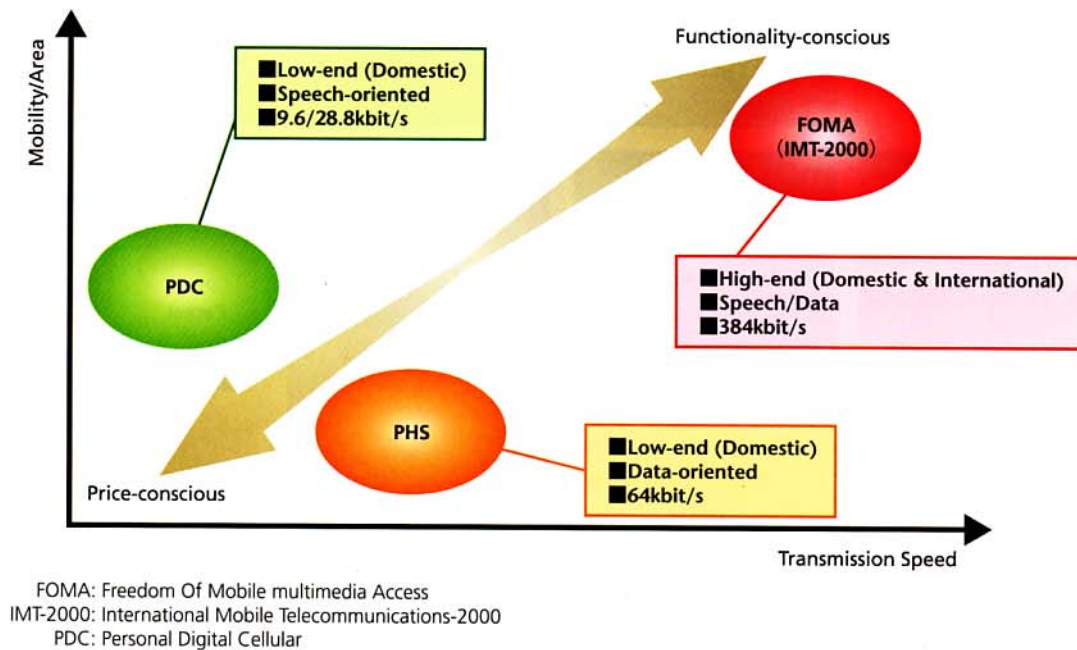 Mobility/Area
Functionality-conscious
■Low-end (Domestic)
■Speech-oriented
■9.6/28.8kbit/s
FOMA
(IMT-2000)
PDC
■High-end (Domestic & International)
■Speech/Data
■384kbit/s
PHS
■Low-end (Domestic)
■Data-oriented
■64kbit/s
Price-conscious
Transmission Speed
FOMA: Freedom Of Mobile multimedia Access
IMT-2000: International Mobile Telecommunications-2000
PDC: Personal Digital Cellular